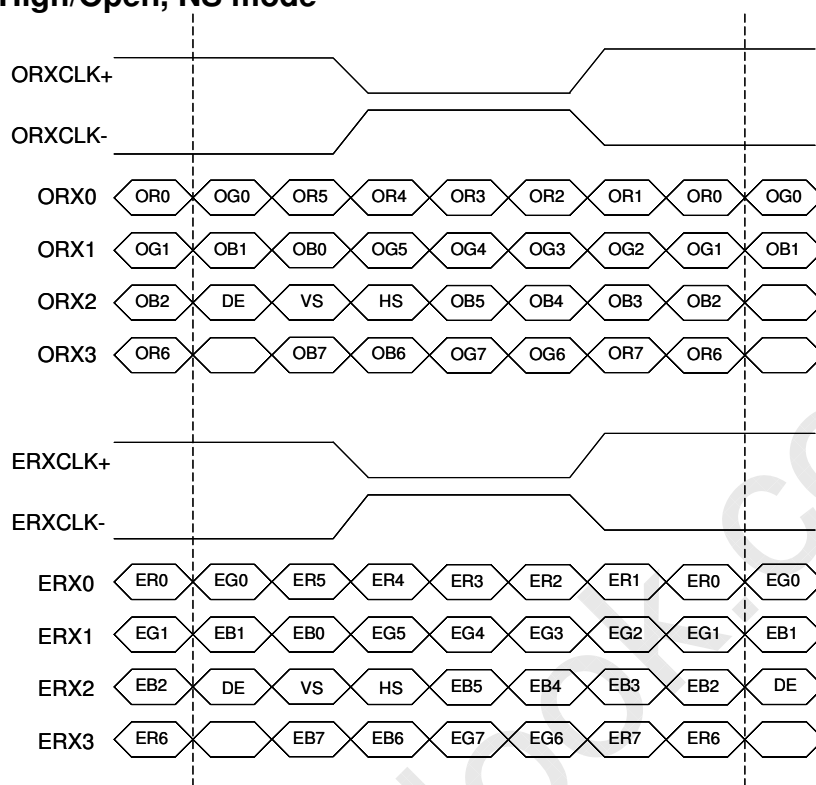 High/Open, NS mode
ORXCLK+
ORXCLK-
ORX0 OR0 OG0 OR5 OR4 OR3 OR2 OR1 OR0 OG0
ORX1 OG1 OB1 OB0 OG5 OG4 OG3 OG2 OG1 OB1
ORX2 OB2 DE VS HS OB5 OB4 OB3 OB2
ORX3 OR6 OB7 OB6 OG7 OG6 OR7 OR6
ERXCLK+
ERXCLK-
ERX0 ER0 EG0 ER5 ER4 ER3 ER2 ER1 ER0 EG0
ERX1 EG1 EB1 EB0 EG5 EG4 EG3 EG2 EG1 EB1
ERX2 EB2 DE VS HS EB5 EB4 EB3 EB2 DE
ERX3 ER6 EB7 EB6 EG7 EG6 ER7 ER6